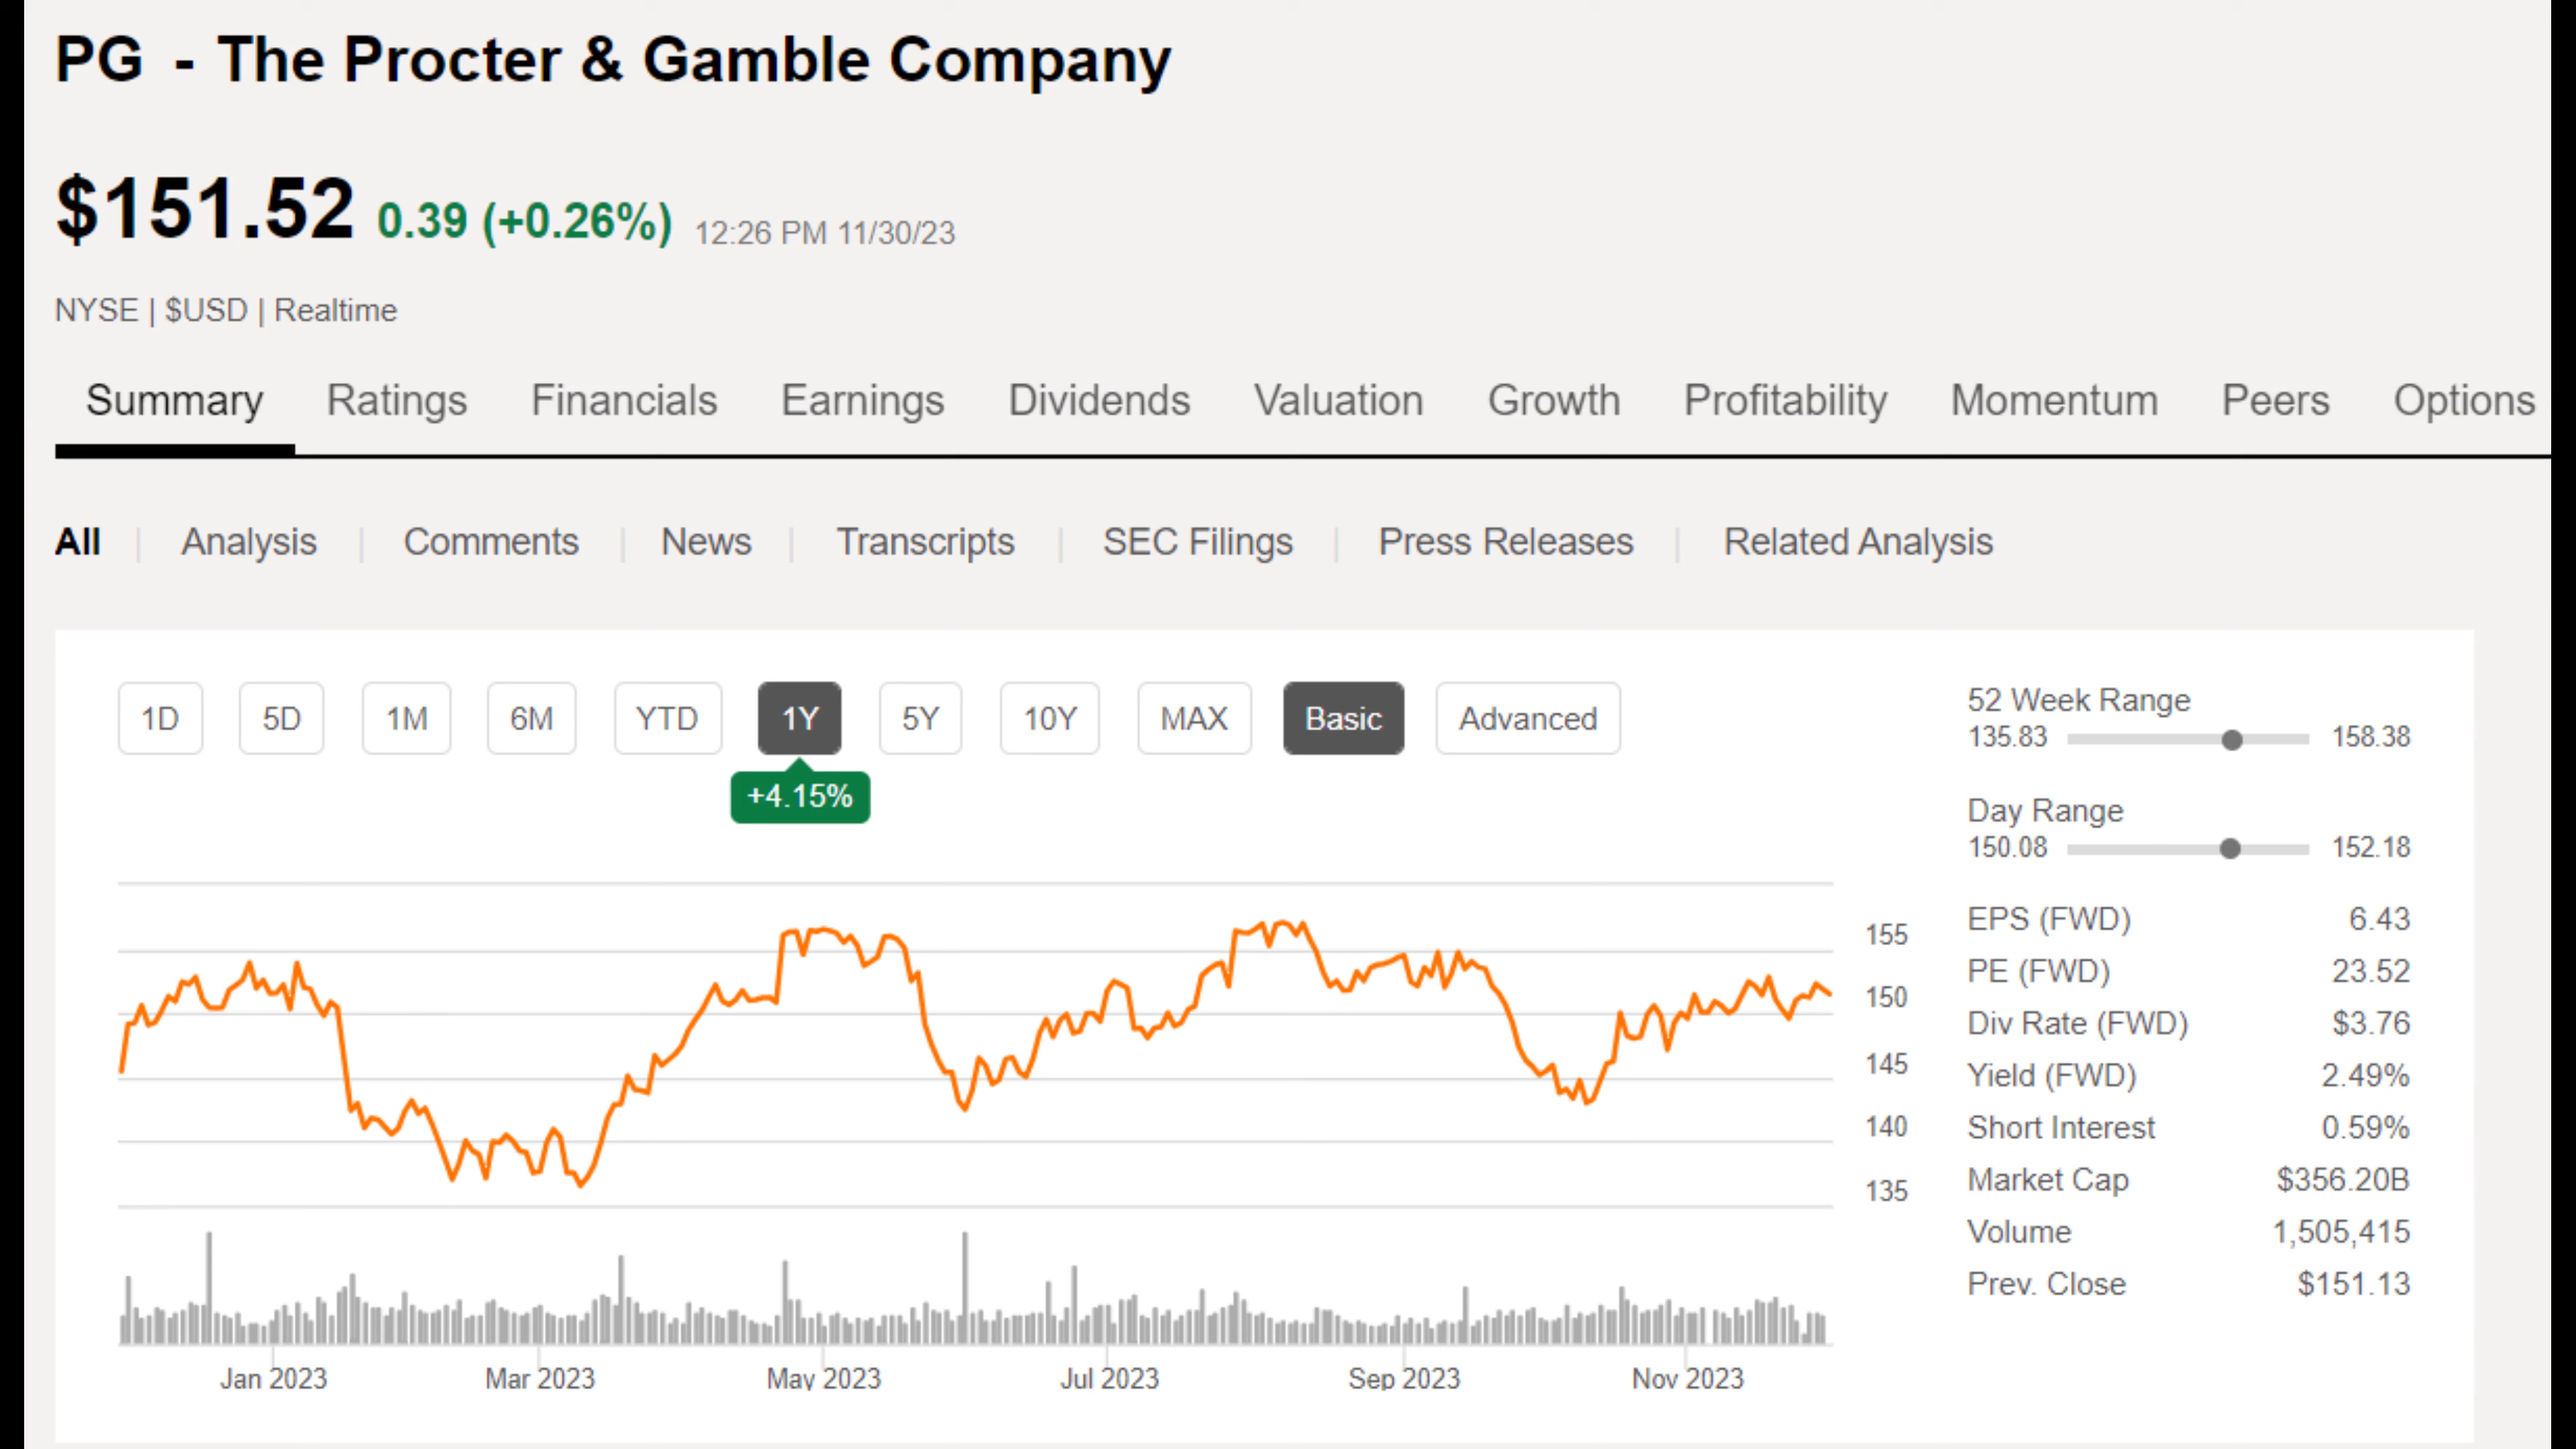 PG - The Procter & Gamble Company
$151.52 0.39 (+0.26%) 12:26 PM 11/30/23
NYSE | $USD | Realtime
Summary Ratings Financials Earnings Dividends Valuation Growth Profitability Momentum Peers Options
All | Analysis | Comments | News | Transcripts | SEC Filings | Press Releases | Related Analysis
1D 5D 1M 6M YTD 1Y 5Y 10Y MAX Basic Advanced
+4.15%
155
150
145
140
135
Jan 2023 Mar 2023 May 2023 Jul 2023 Sep 2023 Nov 2023
52 Week Range
135.83 158.38
Day Range
150.08 152.18
EPS (FWD) 6.43
PE (FWD) 23.52
Div Rate (FWD) $3.76
Yield (FWD) 2.49%
Short Interest 0.59%
Market Cap $356.20B
Volume 1,505,415
Prev. Close $151.13